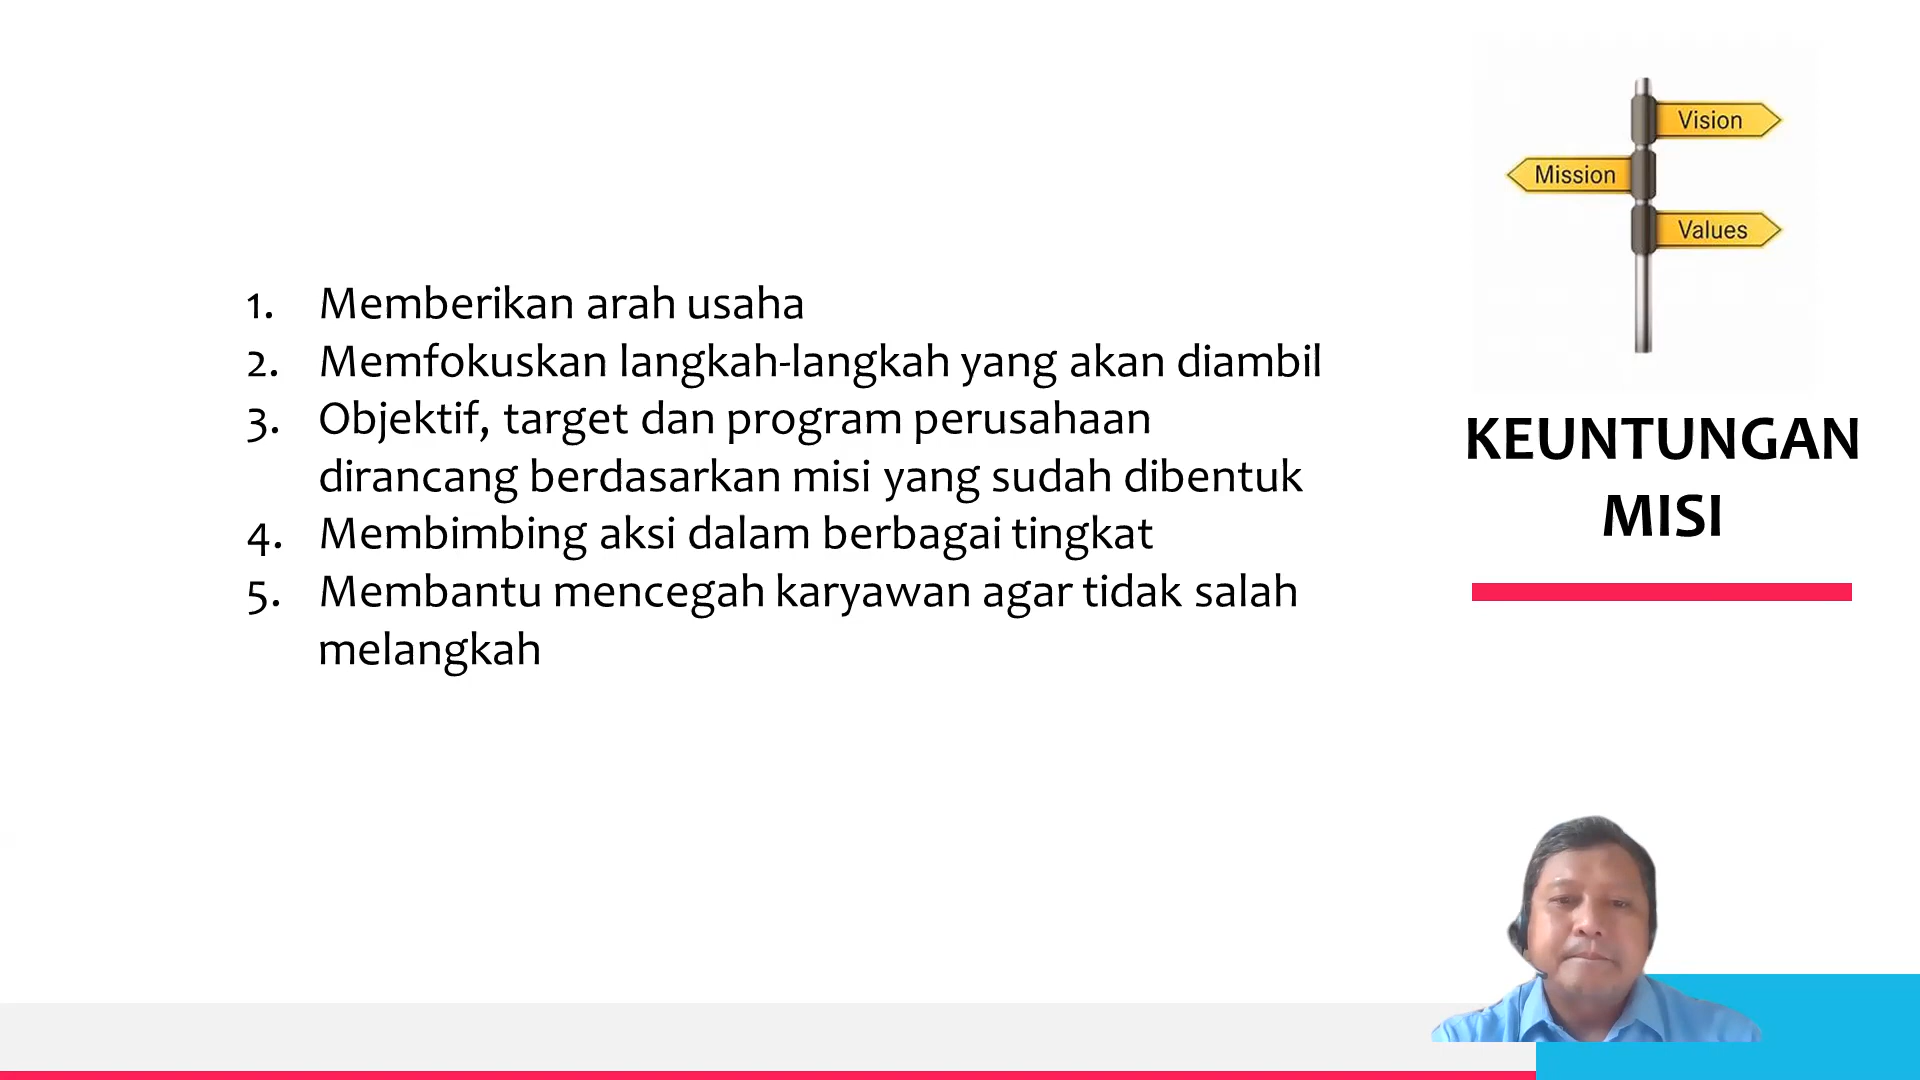 Vision
Mission
Values
KEUNTUNGAN
MISI
1. Memberikan arah usaha
2. Memfokuskan langkah-langkah yang akan diambil
3. Objektif, target dan program perusahaan
dirancang berdasarkan misi yang sudah dibentuk
4. Membimbing aksi dalam berbagai tingkat
5. Membantu mencegah karyawan agar tidak salah
melangkah